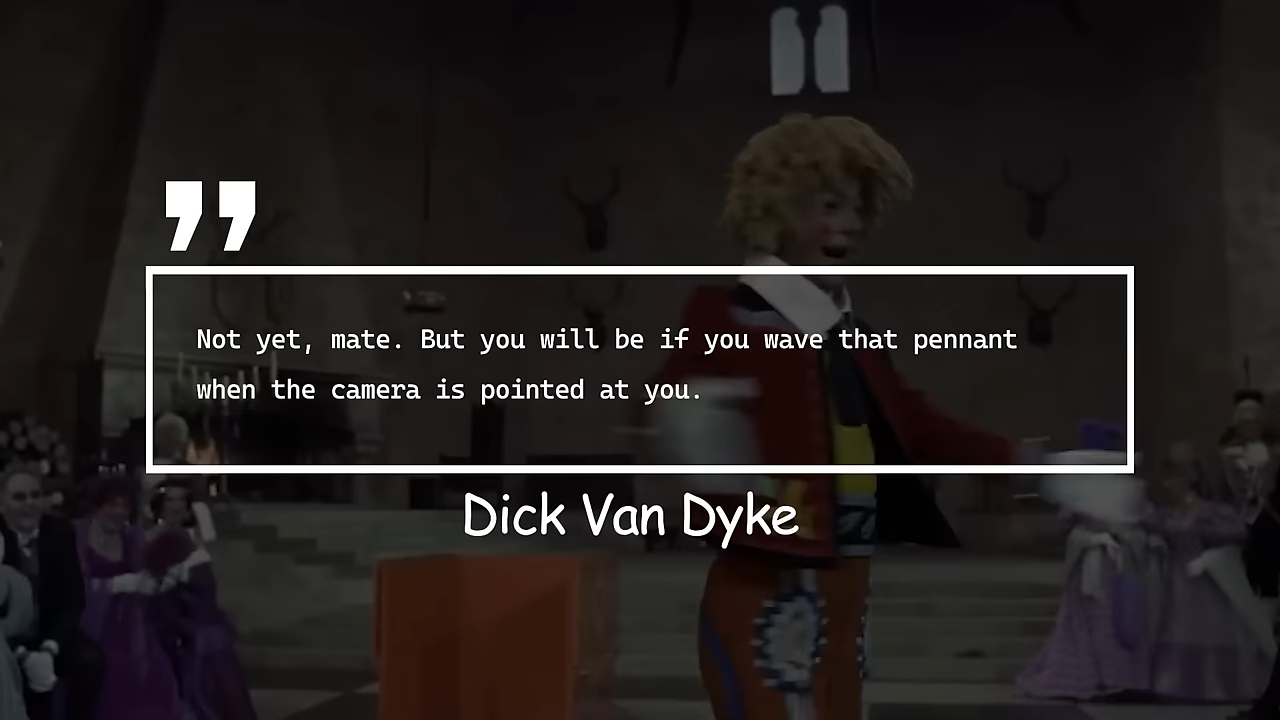 ”
Not yet, mate. But you will be if you wave that pennant
when the camera is pointed at you.
Dick Van Dyke